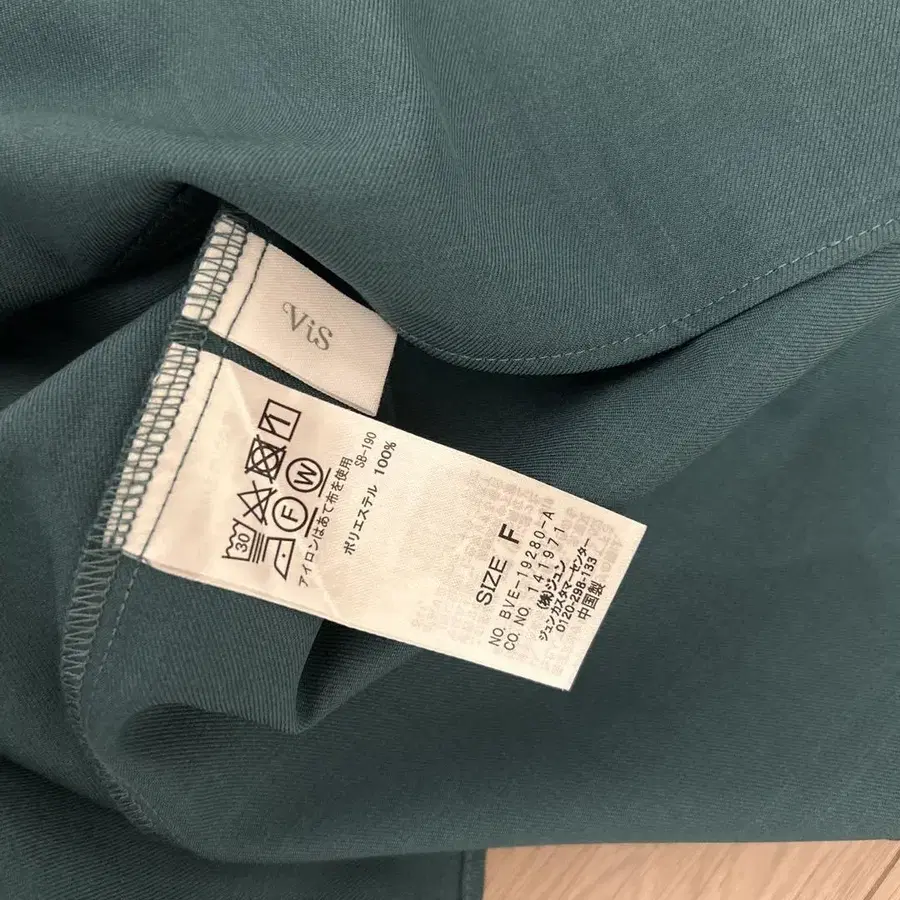 ViS
30
F
W
アイロンはあて布を使用
SB-190
ポリエステル 100%
SIZE F
NO. BVE-19280-A
CO. NO. 141971
(株)ジュン
ジュンカスタマーセンター
0120-298-133
中国製